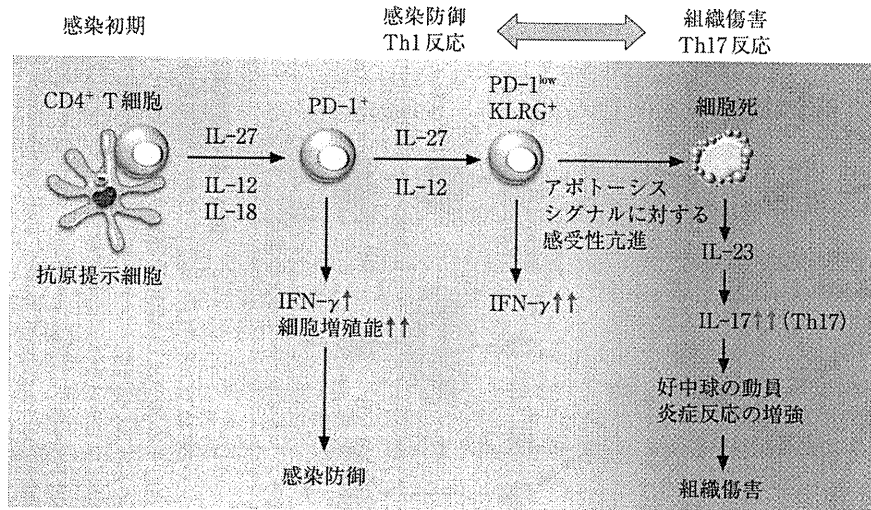 感染初期
感染防御
Th1反応
組織傷害
Th17反応
CD4⁺ T細胞
抗原提示細胞
IL-27
IL-12
IL-18
PD-1⁺
IFN-γ↑
細胞増殖能↑↑
感染防御
IL-27
IL-12
PD-1ˡᵒʷ
KLRG⁺
IFN-γ↑↑
アポトーシス
シグナルに対する
感受性亢進
細胞死
IL-23
IL-17↑↑(Th17)
好中球の動員
炎症反応の増強
組織傷害